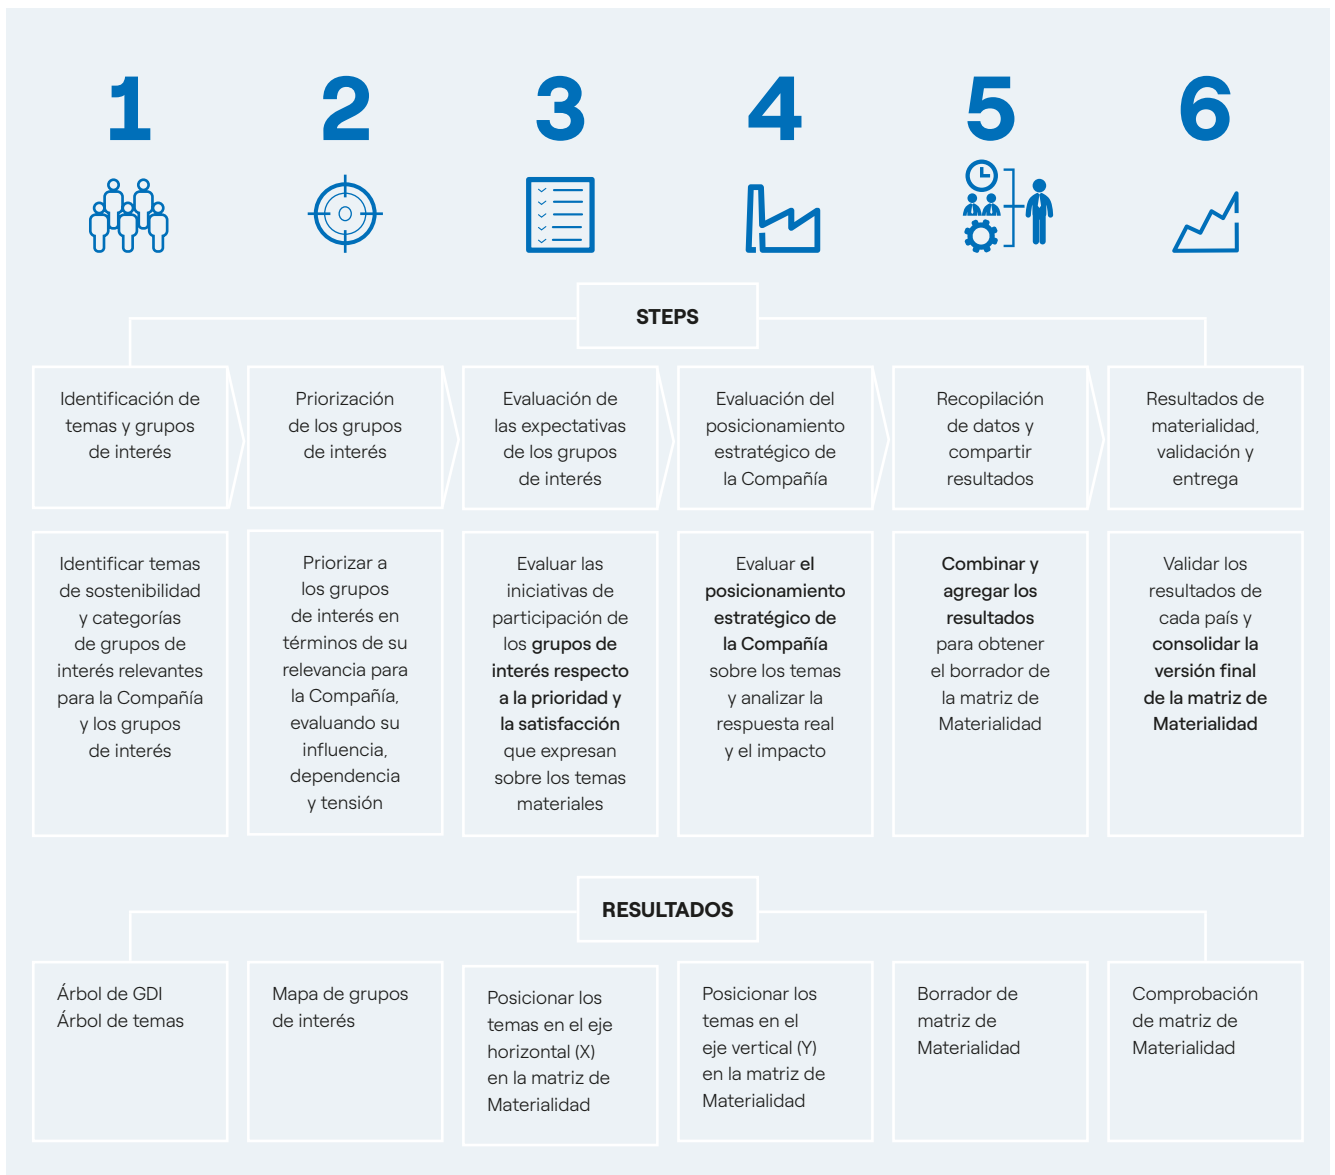 1
2
3
4
5
6
STEPS
Identificación de
temas y grupos
de interés
Priorización
de los grupos
de interés
Evaluación de
las expectativas
de los grupos
de interés
Evaluación del
posicionamiento
estratégico de
la Compañía
Recopilación
de datos y
compartir
resultados
Resultados de
materialidad,
validación y
entrega
Identificar temas
de sostenibilidad
y categorías
de grupos de
interés relevantes
para la Compañía
y los grupos
de interés
Priorizar a
los grupos
de interés en
términos de su
relevancia para
la Compañía,
evaluando su
influencia,
dependencia
y tensión
Evaluar las
iniciativas de
participación de
los grupos de
interés respecto
a la prioridad y
la satisfacción
que expresan
sobre los temas
materiales
Evaluar el
posicionamiento
estratégico de
la Compañía
sobre los temas
y analizar la
respuesta real
y el impacto
Combinar y
agregar los
resultados
para obtener
el borrador de
la matriz de
Materialidad
Validar los
resultados de
cada país y
consolidar la
versión final
de la matriz de
Materialidad
RESULTADOS
Árbol de GDI
Árbol de temas
Mapa de grupos
de interés
Posicionar los
temas en el eje
horizontal (X)
en la matriz de
Materialidad
Posicionar los
temas en el
eje vertical (Y)
en la matriz de
Materialidad
Borrador de
matriz de
Materialidad
Comprobación
de matriz de
Materialidad